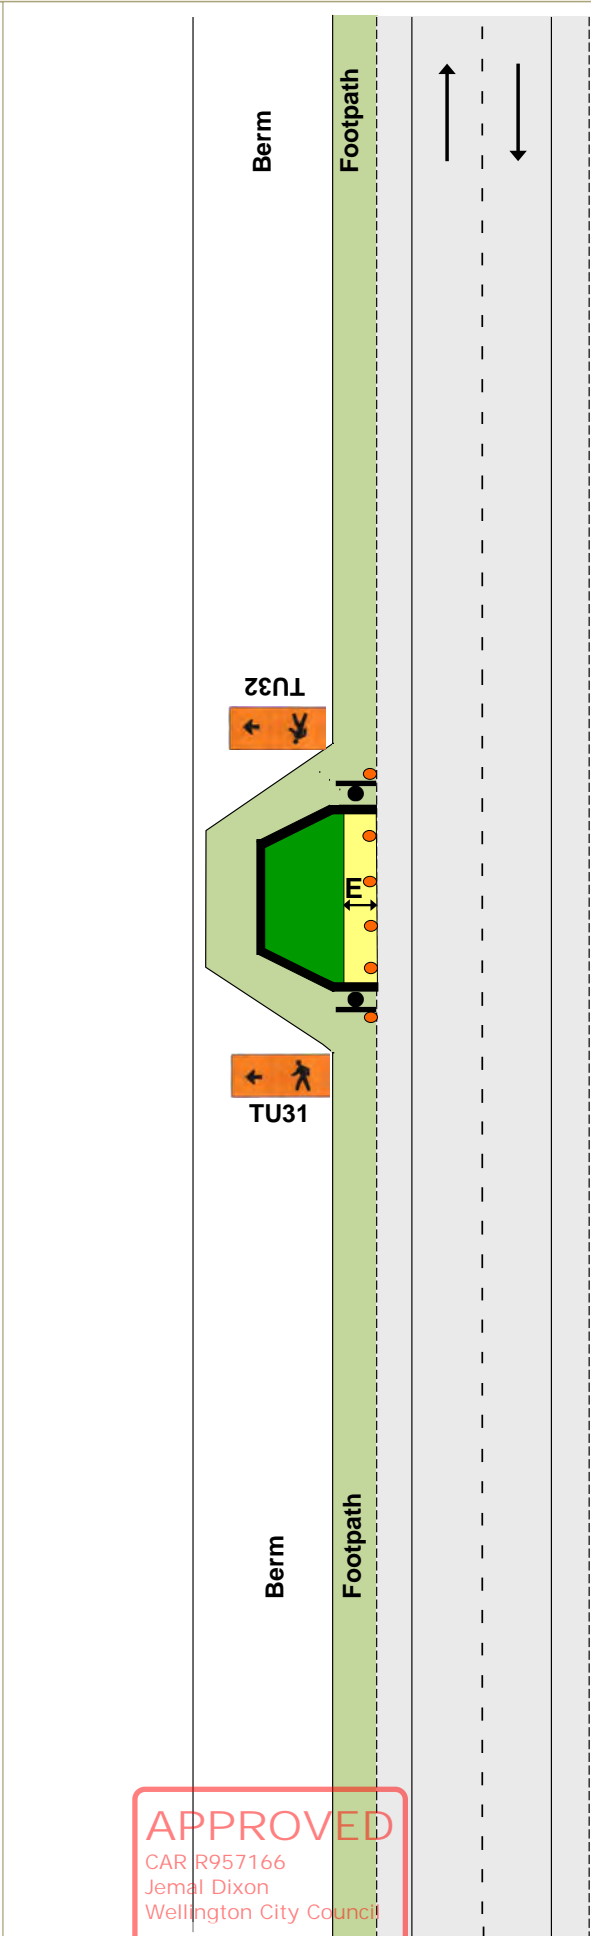 Berm
Footpath
TU32
E
TU31
Berm
Footpath
APPROVED
CAR R957166
Jemal Dixon
Wellington City Council